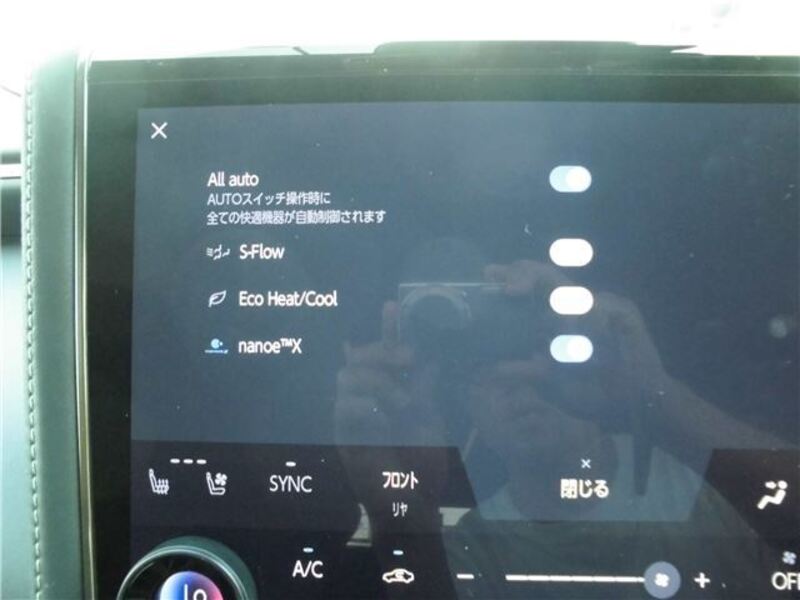 All auto
AUTOスイッチ操作時に
全ての快適機器が自動制御されます
S-Flow
Eco Heat/Cool
nanoe™X
SYNC
フロント
リヤ
閉じる
A/C
Lo